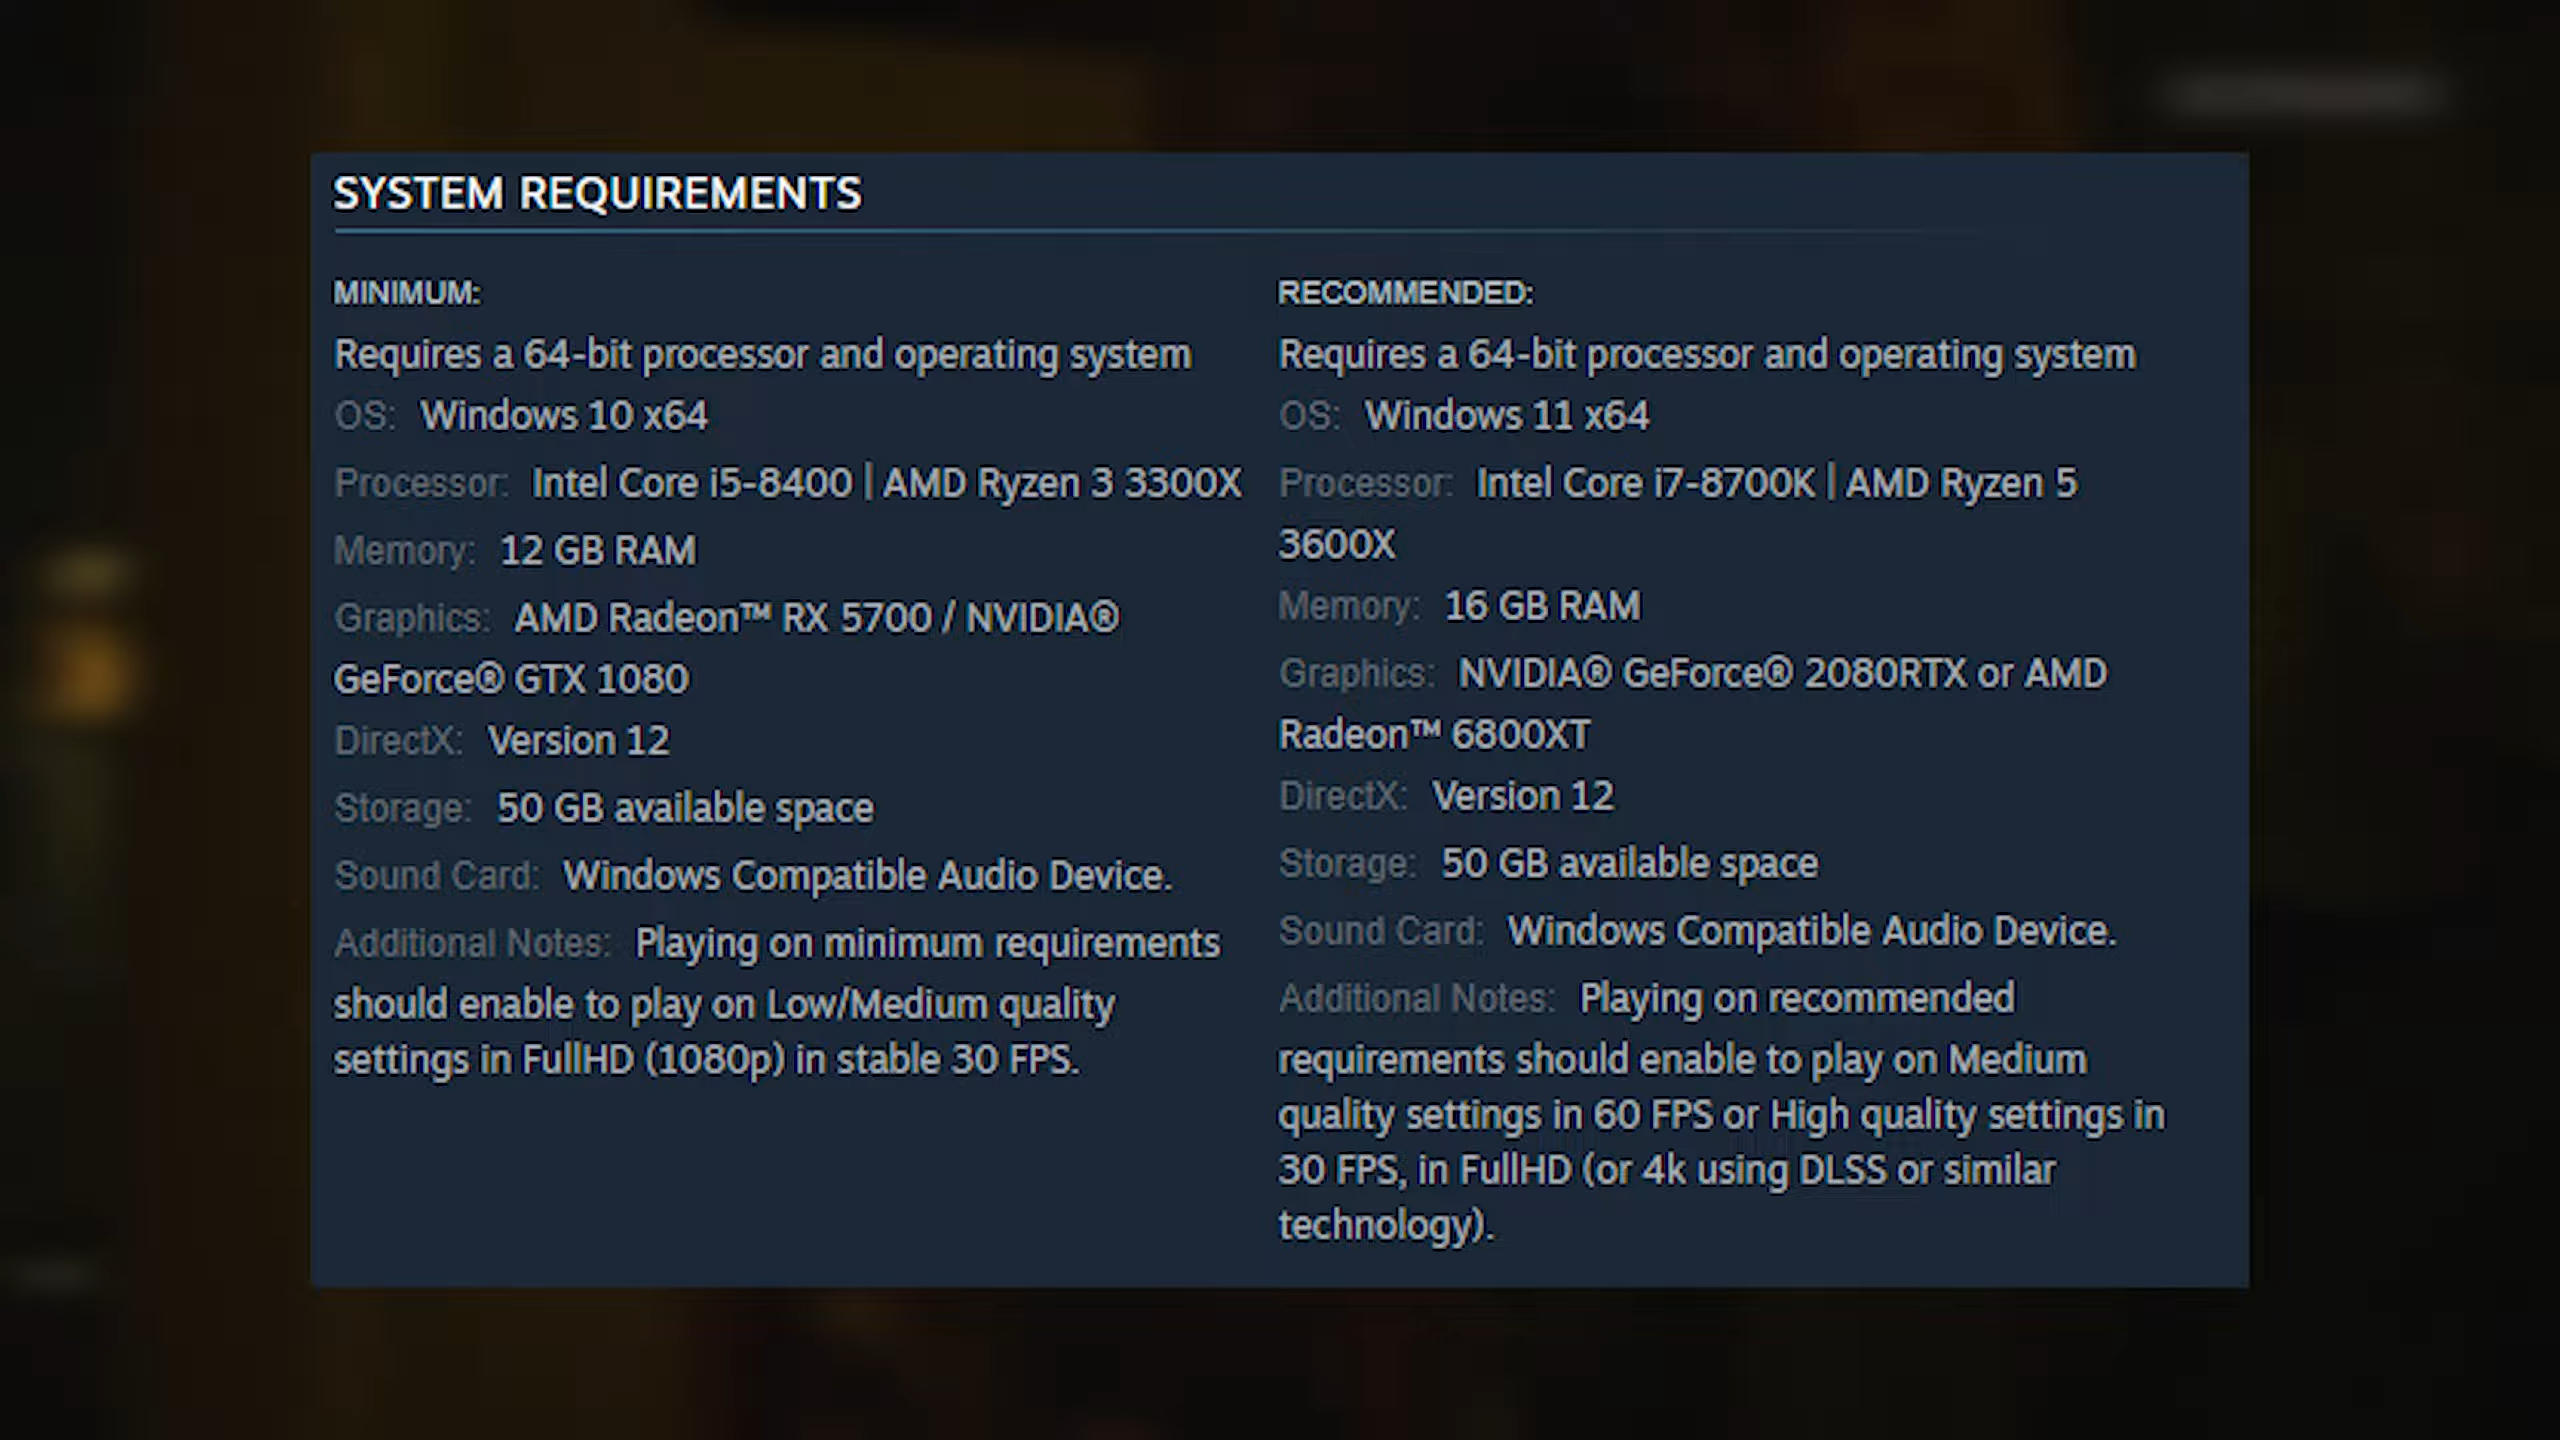 SYSTEM REQUIREMENTS
MINIMUM:
Requires a 64-bit processor and operating system
OS: Windows 10 x64
Processor: Intel Core i5-8400 | AMD Ryzen 3 3300X
Memory: 12 GB RAM
Graphics: AMD Radeon™ RX 5700 / NVIDIA®
GeForce® GTX 1080
DirectX: Version 12
Storage: 50 GB available space
Sound Card: Windows Compatible Audio Device.
Additional Notes: Playing on minimum requirements
should enable to play on Low/Medium quality
settings in FullHD (1080p) in stable 30 FPS.
RECOMMENDED:
Requires a 64-bit processor and operating system
OS: Windows 11 x64
Processor: Intel Core i7-8700K | AMD Ryzen 5
3600X
Memory: 16 GB RAM
Graphics: NVIDIA® GeForce® 2080RTX or AMD
Radeon™ 6800XT
DirectX: Version 12
Storage: 50 GB available space
Sound Card: Windows Compatible Audio Device.
Additional Notes: Playing on recommended
requirements should enable to play on Medium
quality settings in 60 FPS or High quality settings in
30 FPS, in FullHD (or 4k using DLSS or similar
technology).